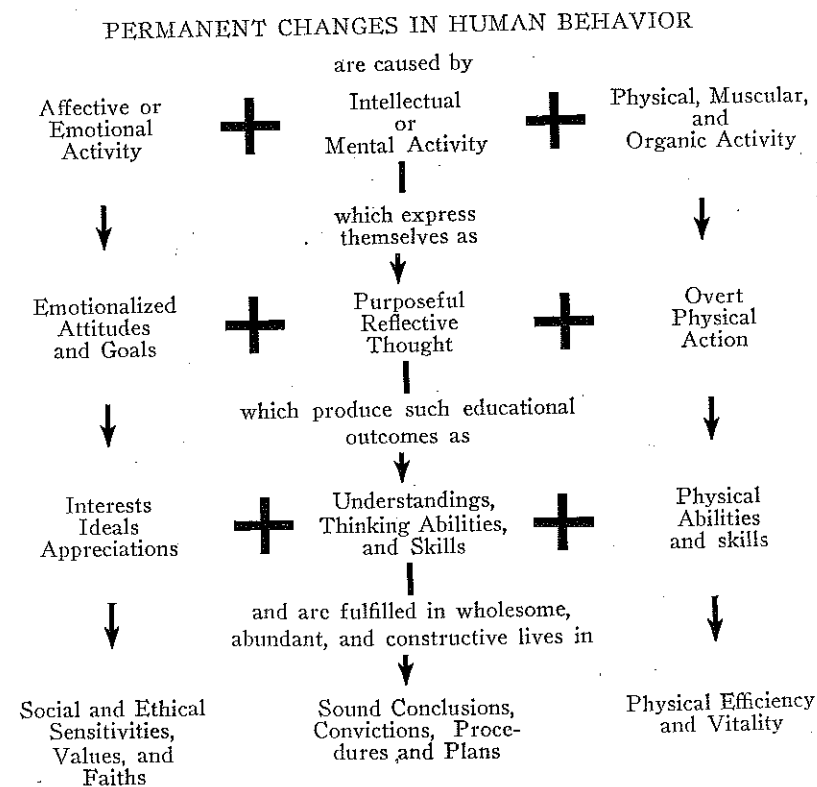 PERMANENT CHANGES IN HUMAN BEHAVIOR
are caused by
Affective or
Emotional
Activity
Intellectual
or
Mental Activity
Physical, Muscular,
and
Organic Activity
which express
themselves as
Emotionalized
Attitudes
and Goals
Purposeful
Reflective
Thought
Overt
Physical
Action
which produce such educational
outcomes as
Interests
Ideals
Appreciations
Understandings,
Thinking Abilities,
and Skills
Physical
Abilities
and skills
and are fulfilled in wholesome,
abundant, and constructive lives in
Social and Ethical
Sensitivities,
Values, and
Faiths
Sound Conclusions,
Convictions, Proce-
dures and Plans
Physical Efficiency
and Vitality